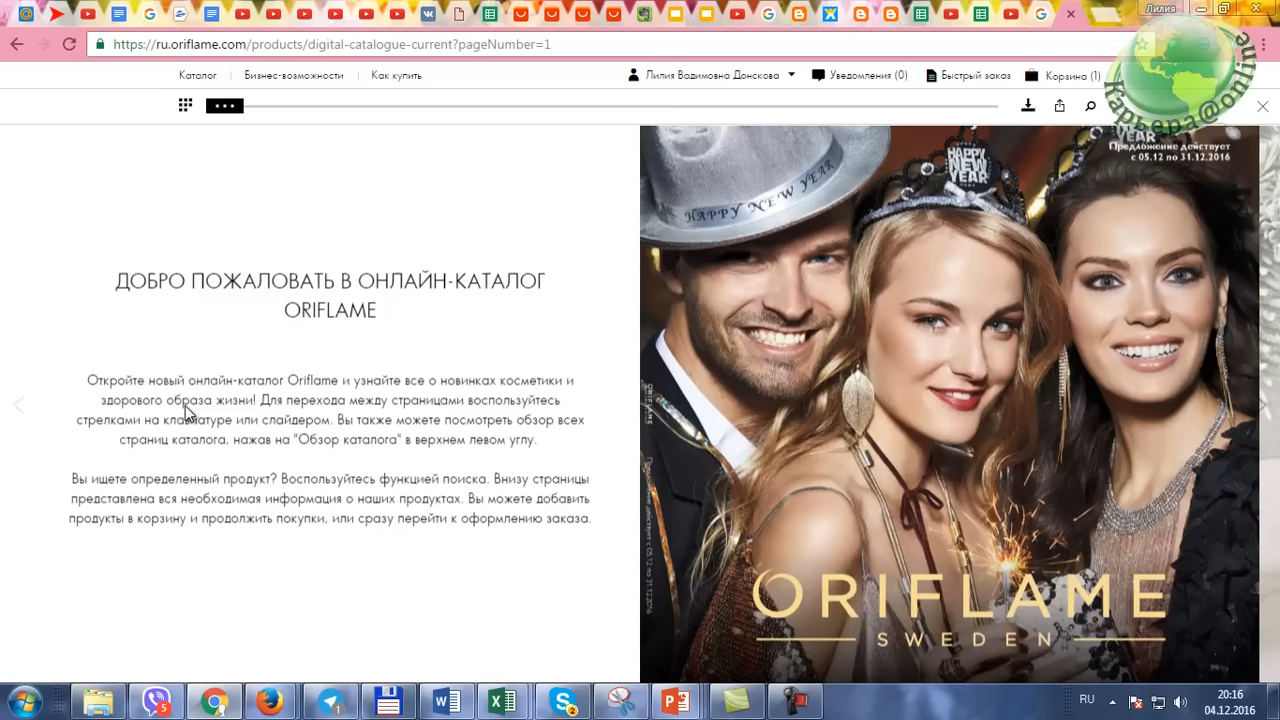 Лилия
https://ru.oriflame.com/products/digital-catalogue-current?pageNumber=1
Каталог
Бизнес-возможности
Как купить
Лилия Вадимовна Донскова
Уведомления (0)
Быстрый заказ
Корзина (1)
Карьера@online
Предложение действует
с 05.12 по 31.12.2016
HAPPY NEW YEAR
HAPPY
NEW
YEAR
ДОБРО ПОЖАЛОВАТЬ В ОНЛАЙН-КАТАЛОГ
ORIFLAME
Откройте новый онлайн-каталог Oriflame и узнайте все о новинках косметики и
здорового образа жизни! Для перехода между страницами воспользуйтесь
стрелками на клавиатуре или слайдером. Вы также можете посмотреть обзор всех
страниц каталога, нажав на "Обзор каталога" в верхнем левом углу.
Вы ищете определенный продукт? Воспользуйтесь функцией поиска. Внизу страницы
представлена вся необходимая информация о наших продуктах. Вы можете добавить
продукты в корзину и продолжить покупки, или сразу перейти к оформлению заказа.
ORIFLAME
SWEDEN
RU
20:16
04.12.2016